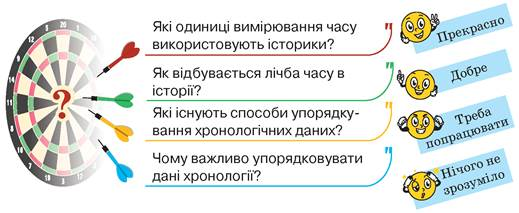 Які одиниці вимірювання часу
використовують історики?
Прекрасно
Як відбувається лічба часу в
історії?
Добре
Які існують способи упорядку-
вання хронологічних даних?
Треба
попрацювати
Чому важливо упорядковувати
дані хронології?
Нічого не
зрозуміло
?